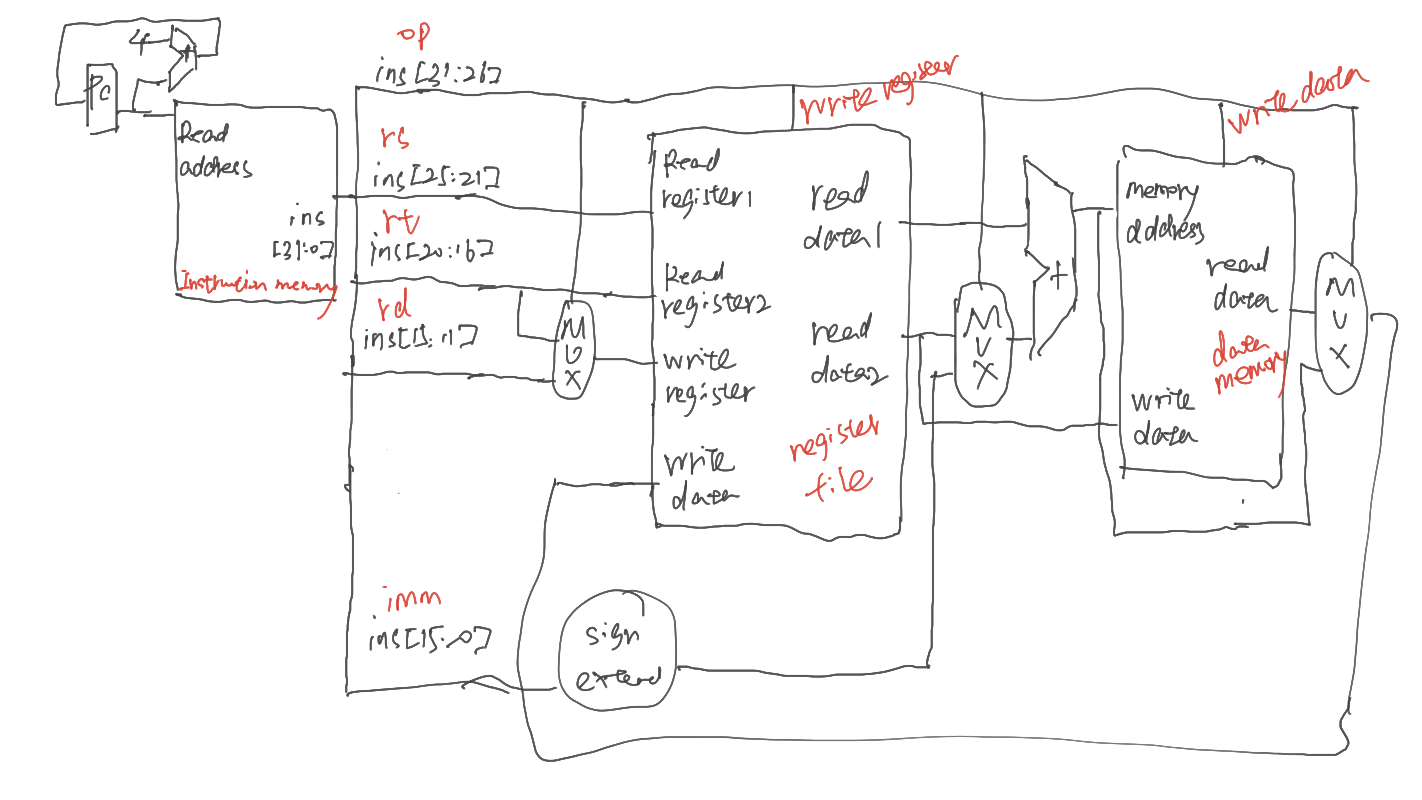 4
+
PC
Read
address
ins
[31:0]
Instruction memory
op
ins[31:26]
rs
ins[25:21]
rt
ins[20:16]
rd
ins[15:11]
MUX
imm
ins[15:0]
sign
extend
write register
Read
register1
Read
register2
write
register
write
data
read
data1
read
data2
register
file
MUX
+
write data
memory
address
read
data
data
memory
write
data
MUX